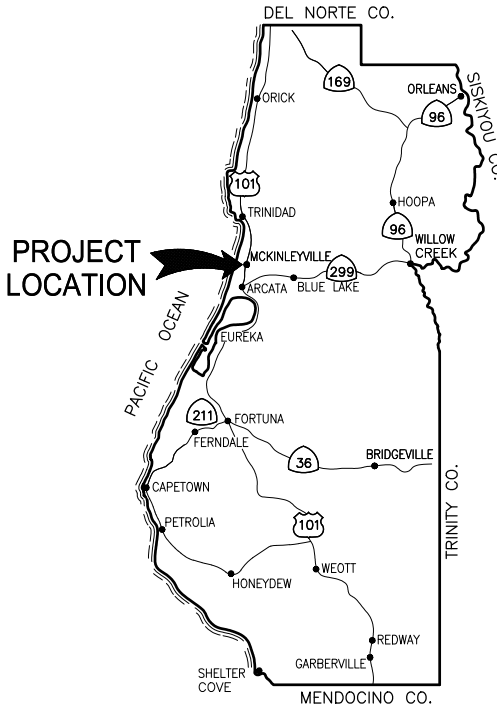 DEL NORTE CO.
SISKIYOU CO.
169
ORLEANS
96
ORICK
101
HOOPA
TRINIDAD
96
WILLOW
CREEK
PROJECT
LOCATION
MCKINLEYVILLE
299
ARCATA
BLUE LAKE
PACIFIC OCEAN
EUREKA
211
FORTUNA
FERNDALE
36
BRIDGEVILLE
CAPETOWN
TRINITY CO.
PETROLIA
101
HONEYDEW
WEOTT
REDWAY
GARBERVILLE
SHELTER
COVE
MENDOCINO CO.